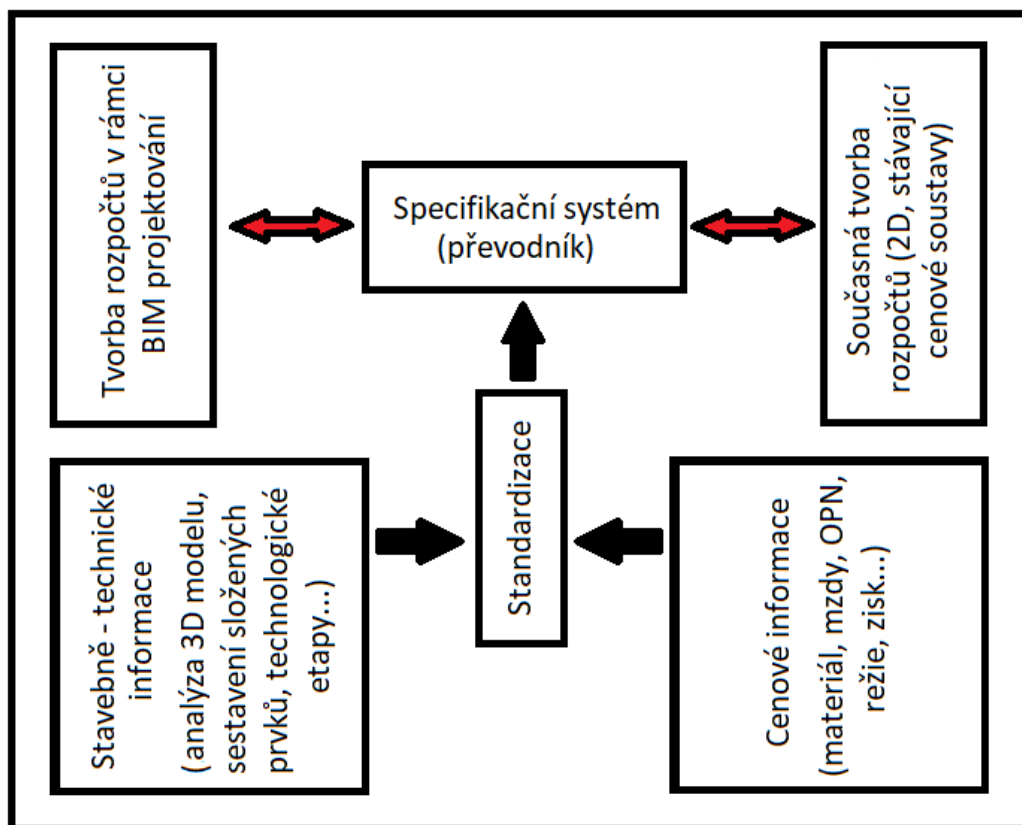 Tvorba rozpočtů v rámci
BIM projektování
Specifikační systém
(převodník)
Současná tvorba
rozpočtů (2D, stávající
cenové soustavy)
Stavebně - technické
informace
(analýza 3D modelu,
sestavení složených
prvků, technologické
etapy...)
Standardizace
Cenové informace
(materiál, mzdy, OPN,
režie, zisk...)